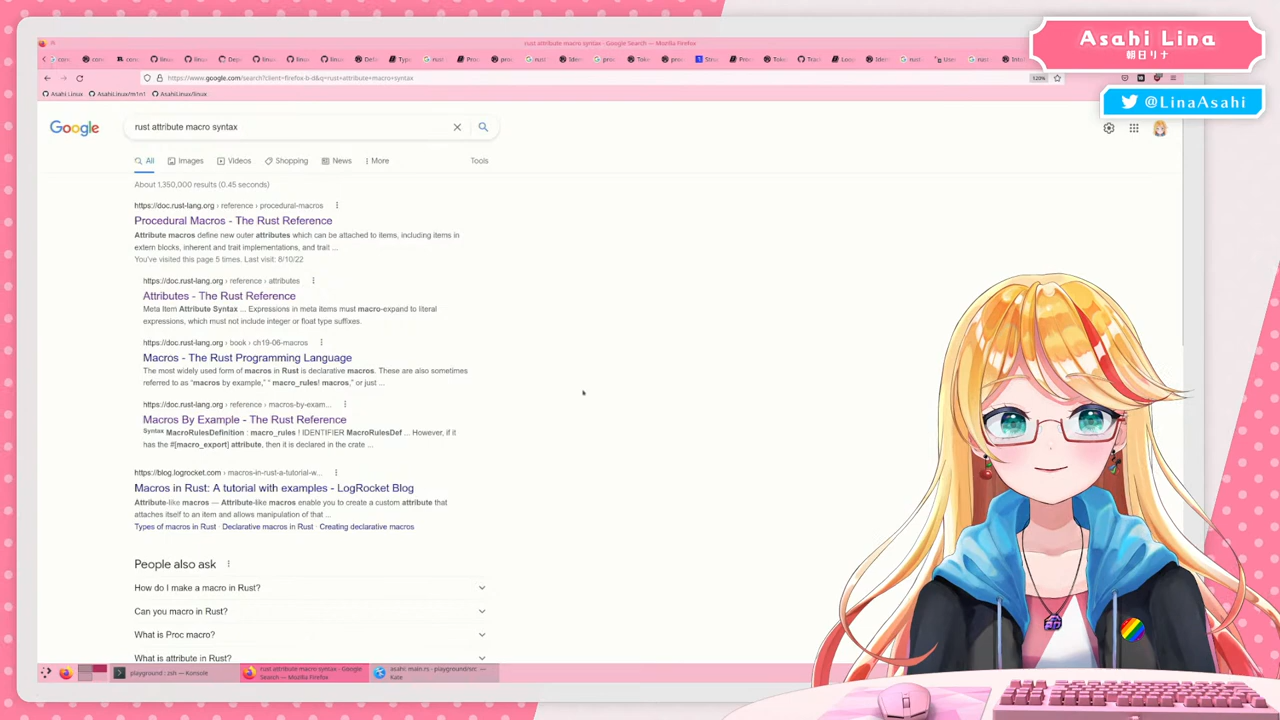 Asahi Lina
朝日リナ
@LinaAsahi
rust attribute macro syntax - Google Search — Mozilla Firefox
https://www.google.com/search?client=firefox-b-d&q=rust+attribute+macro+syntax
120%
Asahi Linux
AsahiLinux/m1n1
AsahiLinux/linux
Google
rust attribute macro syntax
All
Images
Videos
Shopping
News
More
Tools
About 1,350,000 results (0.45 seconds)
https://doc.rust-lang.org › reference › procedural-macros
Procedural Macros - The Rust Reference
Attribute macros define new outer attributes which can be attached to items, including items in
extern blocks, inherent and trait implementations, and trait ...
You've visited this page 5 times. Last visit: 8/10/22
https://doc.rust-lang.org › reference › attributes
Attributes - The Rust Reference
Meta Item Attribute Syntax ... Expressions in meta items must macro-expand to literal
expressions, which must not include integer or float type suffixes.
https://doc.rust-lang.org › book › ch19-06-macros
Macros - The Rust Programming Language
The most widely used form of macros in Rust is declarative macros. These are also sometimes
referred to as “macros by example,” “ macro_rules! macros,” or just ...
https://doc.rust-lang.org › reference › macros-by-exam...
Macros By Example - The Rust Reference
Syntax MacroRulesDefinition : macro_rules ! IDENTIFIER MacroRulesDef ... However, if it
has the #[macro_export] attribute, then it is declared in the crate ...
https://blog.logrocket.com › macros-in-rust-a-tutorial-w...
Macros in Rust: A tutorial with examples - LogRocket Blog
Attribute-like macros — Attribute-like macros enable you to create a custom attribute that
attaches itself to an item and allows manipulation of that ...
Types of macros in Rust · Declarative macros in Rust · Creating declarative macros
People also ask
How do I make a macro in Rust?
Can you macro in Rust?
What is Proc macro?
What is attribute in Rust?
playground : zsh — Konsole
rust attribute macro syntax - Google
Search — Mozilla Firefox
asahi: main.rs - playground/src —
Kate